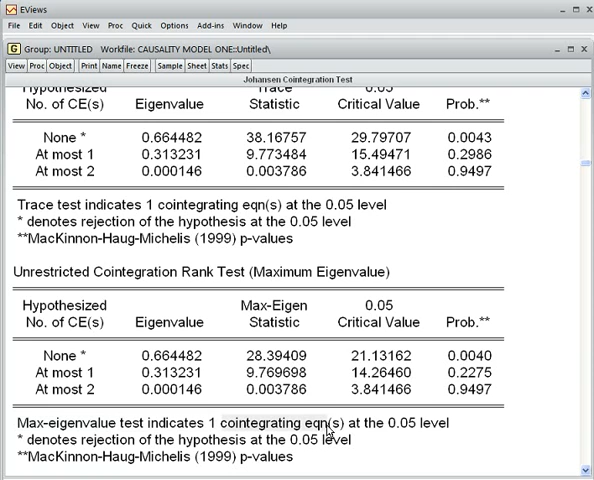 EViews
File Edit Object View Proc Quick Options Add-ins Window Help
G Group: UNTITLED Workfile: CAUSALITY MODEL ONE::Untitled\
View Proc Object Print Name Freeze Sample Sheet Stats Spec
Johansen Cointegration Test
Hypothesized Trace 0.05
No. of CE(s) Eigenvalue Statistic Critical Value Prob.**
None * 0.664482 38.16757 29.79707 0.0043
At most 1 0.313231 9.773484 15.49471 0.2986
At most 2 0.000146 0.003786 3.841466 0.9497
Trace test indicates 1 cointegrating eqn(s) at the 0.05 level
* denotes rejection of the hypothesis at the 0.05 level
**MacKinnon-Haug-Michelis (1999) p-values
Unrestricted Cointegration Rank Test (Maximum Eigenvalue)
Hypothesized Max-Eigen 0.05
No. of CE(s) Eigenvalue Statistic Critical Value Prob.**
None * 0.664482 28.39409 21.13162 0.0040
At most 1 0.313231 9.769698 14.26460 0.2275
At most 2 0.000146 0.003786 3.841466 0.9497
Max-eigenvalue test indicates 1 cointegrating eqn(s) at the 0.05 level
* denotes rejection of the hypothesis at the 0.05 level
**MacKinnon-Haug-Michelis (1999) p-values